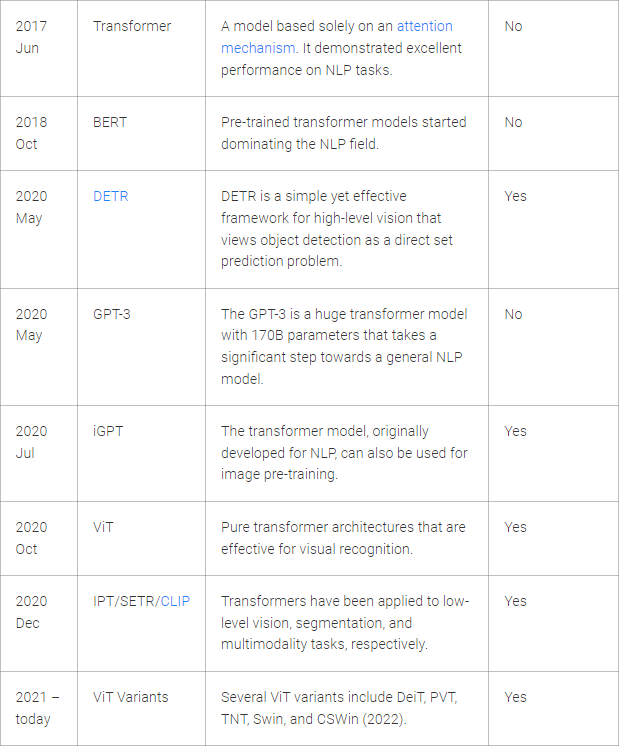 2017 Jun
Transformer
A model based solely on an attention
mechanism. It demonstrated excellent
performance on NLP tasks.
No
2018 Oct
BERT
Pre-trained transformer models started
dominating the NLP field.
No
2020 May
DETR
DETR is a simple yet effective
framework for high-level vision that
views object detection as a direct set
prediction problem.
Yes
2020 May
GPT-3
The GPT-3 is a huge transformer model
with 170B parameters that takes a
significant step towards a general NLP
model.
No
2020 Jul
iGPT
The transformer model, originally
developed for NLP, can also be used for
image pre-training.
Yes
2020 Oct
ViT
Pure transformer architectures that are
effective for visual recognition.
Yes
2020 Dec
IPT/SETR/CLIP
Transformers have been applied to low-
level vision, segmentation, and
multimodality tasks, respectively.
Yes
2021 – today
ViT Variants
Several ViT variants include DeiT, PVT,
TNT, Swin, and CSWin (2022).
Yes